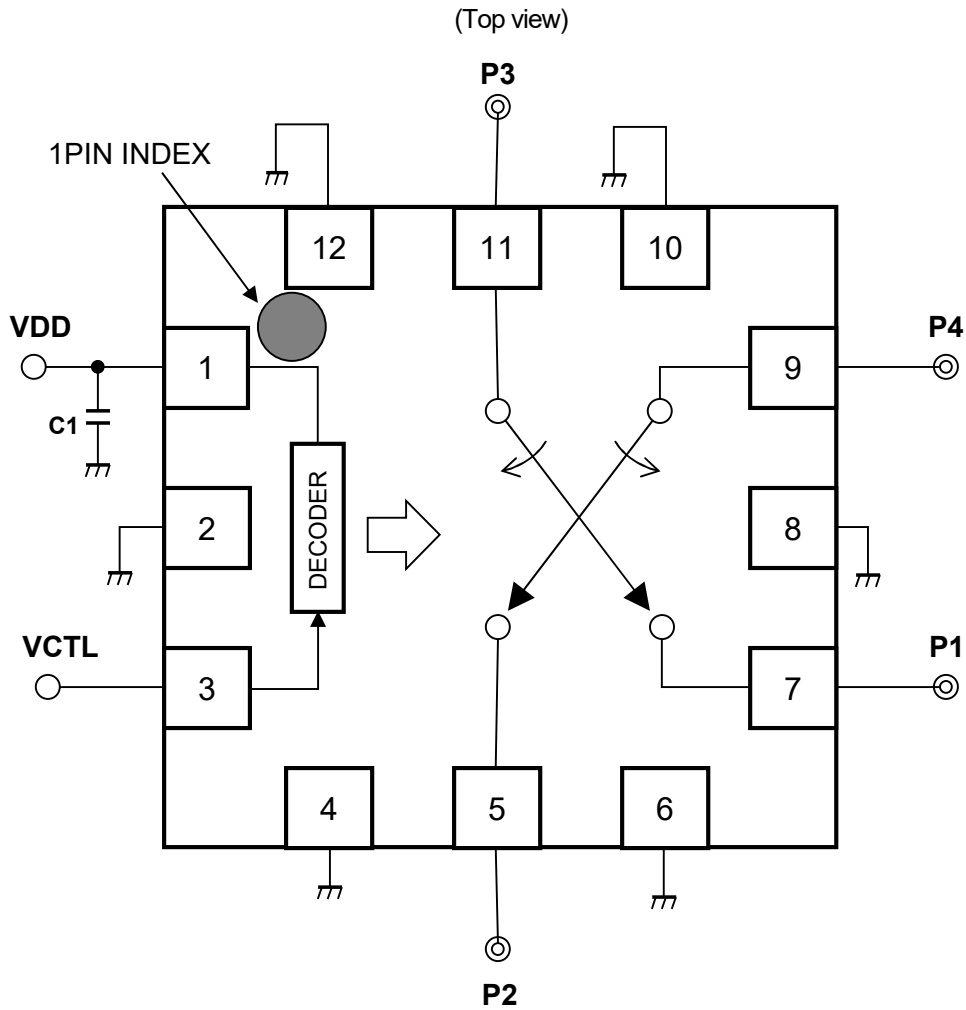 (Top view)
P3
1PIN INDEX
12
11
10
VDD
P4
1
9
C1
DECODER
2
8
VCTL
P1
3
7
4
5
6
P2